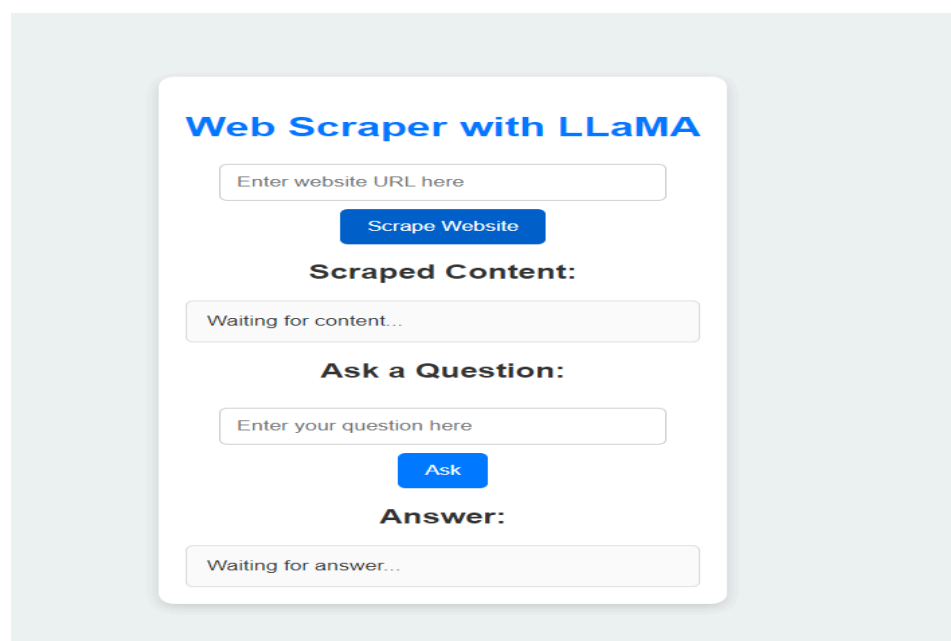 Web Scraper with LLaMA
Enter website URL here
Scrape Website
Scraped Content:
Waiting for content...
Ask a Question:
Enter your question here
Ask
Answer:
Waiting for answer...